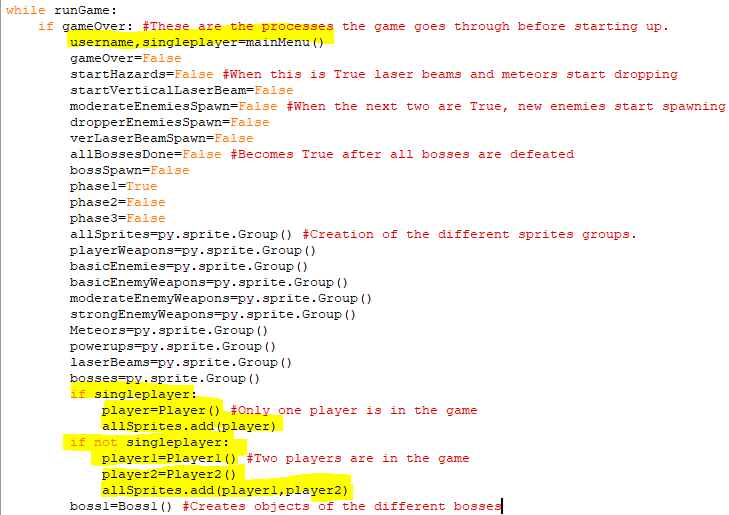 while runGame:
    if gameOver: #These are the processes the game goes through before starting up.
        username,singleplayer=mainMenu()
        gameOver=False
        startHazards=False #When this is True laser beams and meteors start dropping
        startVerticalLaserBeam=False
        moderateEnemiesSpawn=False #When the next two are True, new enemies start spawning
        dropperEnemiesSpawn=False
        verLaserBeamSpawn=False
        allBossesDone=False #Becomes True after all bosses are defeated
        bossSpawn=False
        phase1=True
        phase2=False
        phase3=False
        allSprites=py.sprite.Group() #Creation of the different sprites groups.
        playerWeapons=py.sprite.Group()
        basicEnemies=py.sprite.Group()
        basicEnemyWeapons=py.sprite.Group()
        moderateEnemyWeapons=py.sprite.Group()
        strongEnemyWeapons=py.sprite.Group()
        Meteors=py.sprite.Group()
        powerups=py.sprite.Group()
        laserBeams=py.sprite.Group()
        bosses=py.sprite.Group()
        if singleplayer:
            player=Player() #Only one player is in the game
            allSprites.add(player)
        if not singleplayer:
            player1=Player1() #Two players are in the game
            player2=Player2()
            allSprites.add(player1,player2)
        boss1=Boss1() #Creates objects of the different bosses